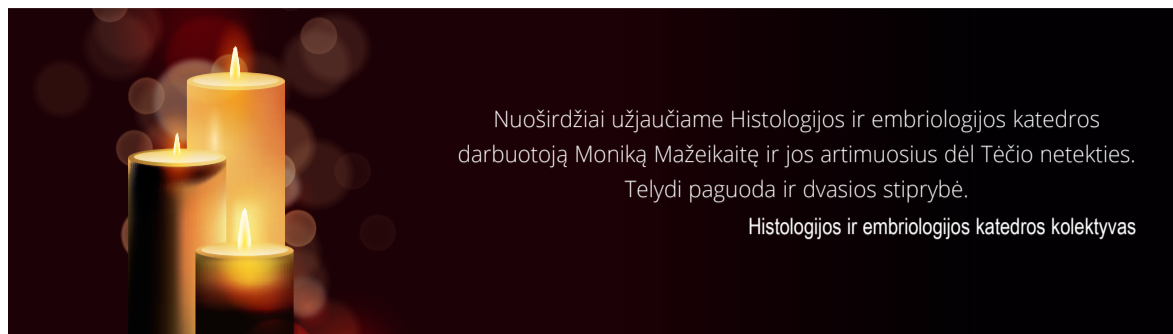 Nuoširdžiai užjaučiame Histologijos ir embriologijos katedros
darbuotoją Moniką Mažeikaitę ir jos artimuosius dėl Tėčio netekties.
Telydi paguoda ir dvasios stiprybė.
Histologijos ir embriologijos katedros kolektyvas